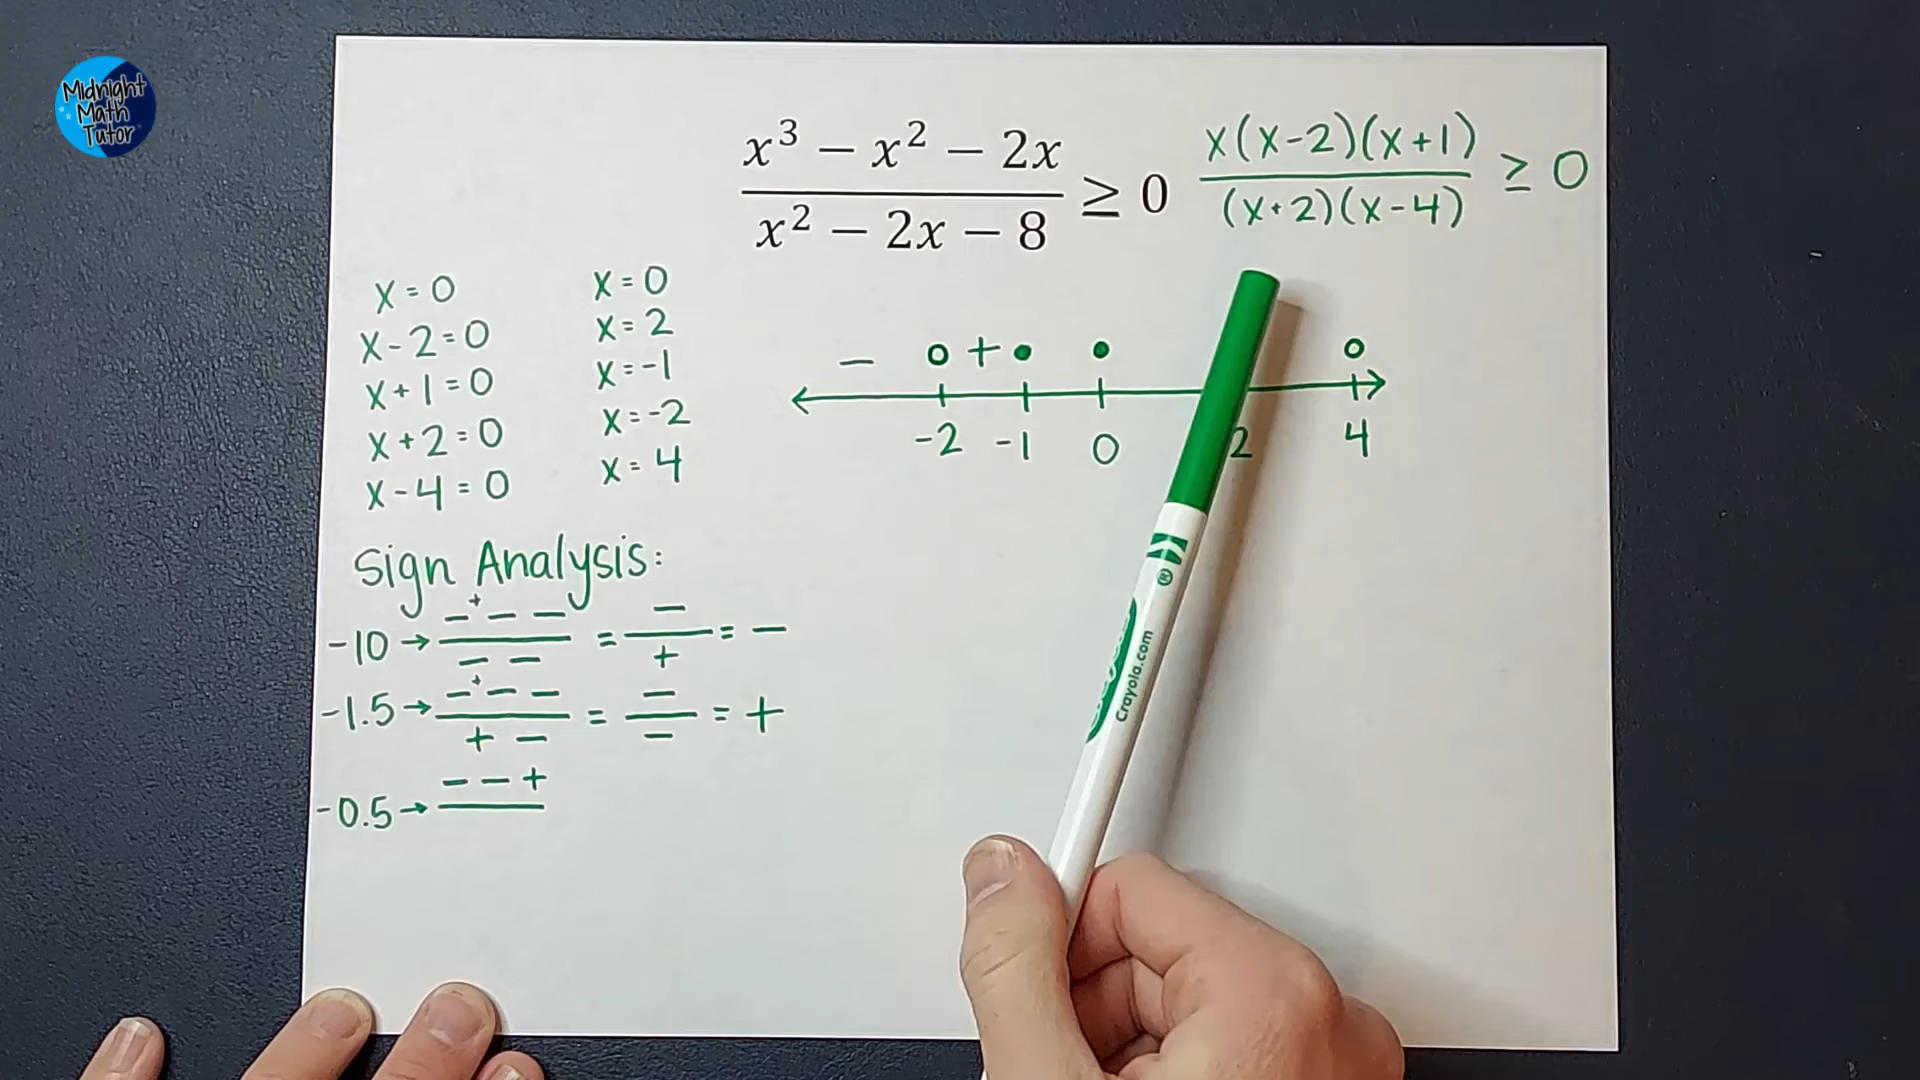 Midnight
Math
Tutor
x³ − x² − 2x
x² − 2x − 8
≥ 0
x(x-2)(x+1)
(x+2)(x-4)
≥ 0
x=0
x-2=0
x+1=0
x+2=0
x-4=0
x=0
x=2
x=-1
x=-2
x=4
− + 
-2 -1 0 2 4
Sign Analysis:
+
-10 → − − − / − − = − / + = −
+
-1.5 → − − − / + − = − / − = +
-0.5 → − − +
Crayola.com
®